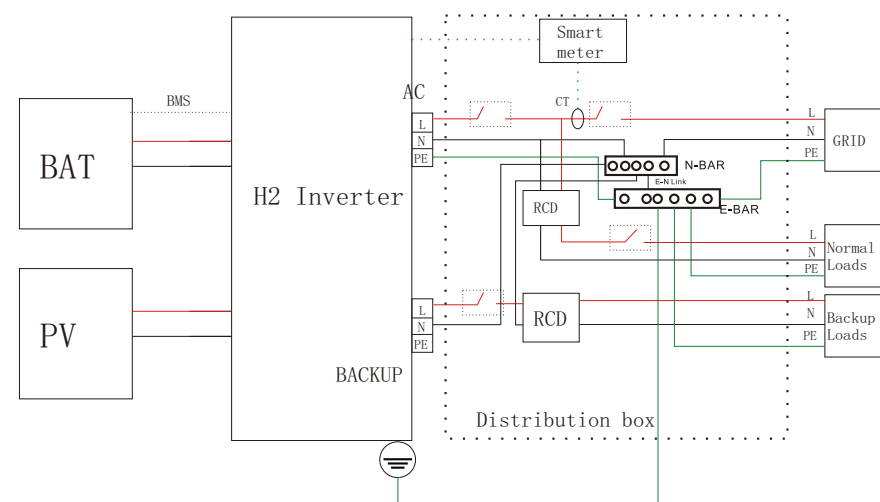 Smart
meter
BMS
AC
CT
L
N
PE
L
N
PE
GRID
BAT
H2 Inverter
N-BAR
E-N Link
E-BAR
RCD
L
N
PE
Normal
Loads
PV
L
N
PE
RCD
L
N
PE
Backup
Loads
BACKUP
Distribution box